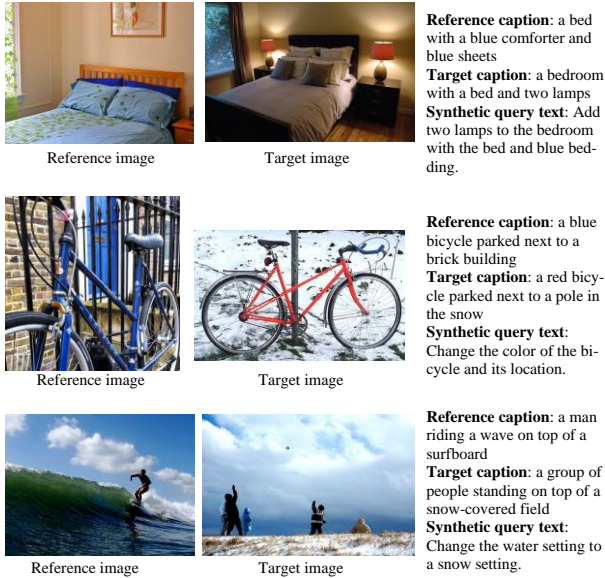 Reference image
Target image
Reference caption: a bed
with a blue comforter and
blue sheets
Target caption: a bedroom
with a bed and two lamps
Synthetic query text: Add
two lamps to the bedroom
with the bed and blue bed-
ding.
Reference image
Target image
Reference caption: a blue
bicycle parked next to a
brick building
Target caption: a red bicy-
cle parked next to a pole in
the snow
Synthetic query text:
Change the color of the bi-
cycle and its location.
Reference image
Target image
Reference caption: a man
riding a wave on top of a
surfboard
Target caption: a group of
people standing on top of a
snow-covered field
Synthetic query text:
Change the water setting to
a snow setting.